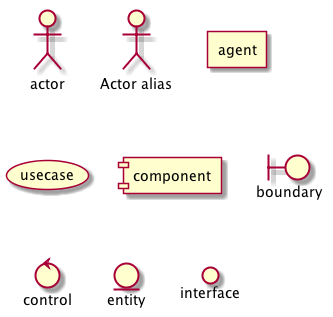 actor
Actor alias
agent
usecase
component
boundary
control
entity
interface